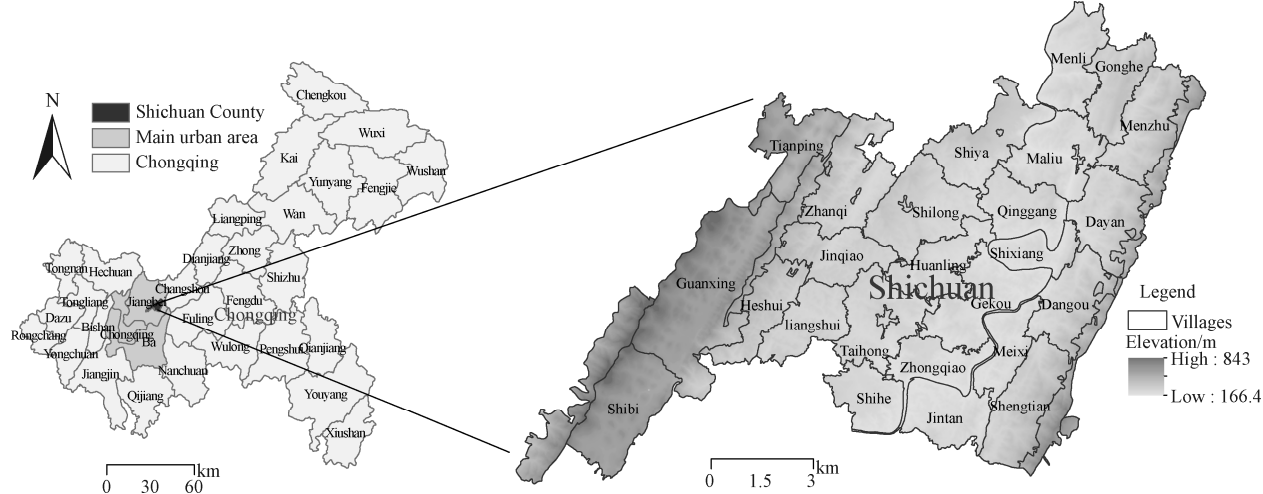 N
Shichuan County
Main urban area
Chongqing
Chengkou
Wuxi
Kai
Wushan
Yunyang
Fengjie
Wan
Liangping
Zhong
Dianjiang
Shizhu
Tongnan
Hechuan
Changshou
Tongliang
Jiangbei
Fengdu
Dazu
Chongqing
Fuling
Bishan
Rongchang
Chongqing
Ba
Yongchuan
Wulong
Pengshui
Qianjiang
Jiangjin
Nanchuan
Qijiang
Youyang
Xiushan
km
0 30 60
Menli
Gonghe
Menzhu
Tianping
Shiya
Maliu
Zhanqi
Shilong
Qinggang
Dayan
Jinqiao
Huanling
Shixiang
Guanxing
Shichuan
Heshui
Gekou
Dangou
liangshui
Taihong
Meixi
Zhongqiao
Shihe
Shibi
Jintan
Shengtian
km
0 1.5 3
Legend
Villages
Elevation/m
High : 843
Low : 166.4